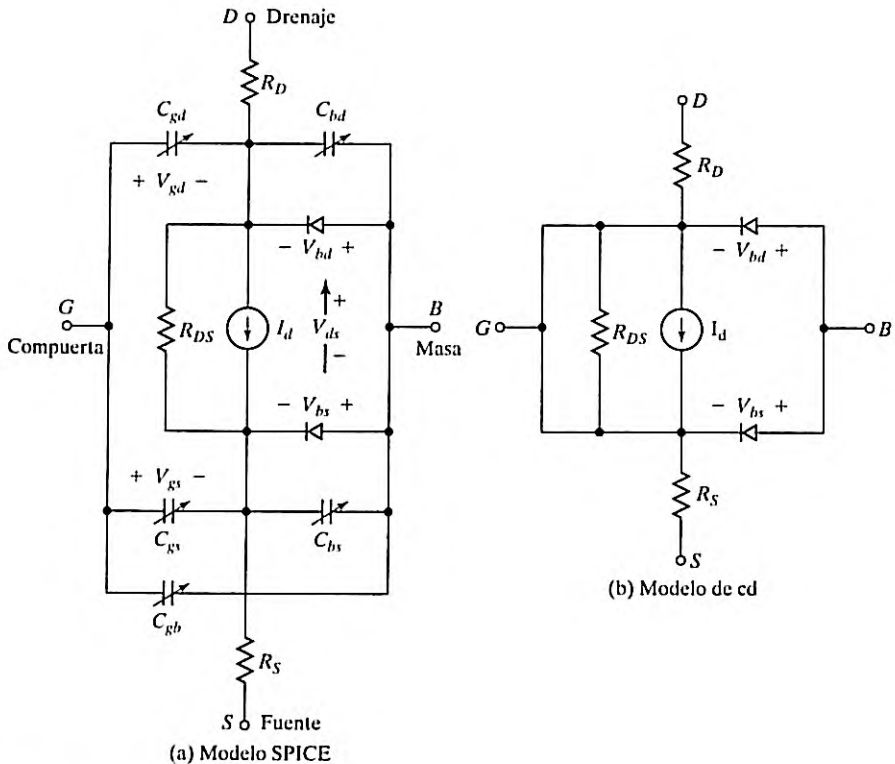 D Drenaje
R_D
C_gd
C_bd
+ V_gd −
− V_bd +
G
Compuerta
R_DS
I_d
+
V_ds
−
B
Masa
− V_bs +
+ V_gs −
C_gs
C_bs
C_gb
R_S
S Fuente
(a) Modelo SPICE
D
R_D
− V_bd +
G
R_DS
I_d
B
− V_bs +
R_S
S
(b) Modelo de cd